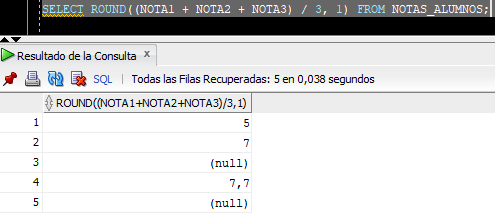 SELECT ROUND((NOTA1 + NOTA2 + NOTA3) / 3, 1) FROM NOTAS_ALUMNOS;
Resultado de la Consulta x
SQL | Todas las Filas Recuperadas: 5 en 0,038 segundos
ROUND((NOTA1+NOTA2+NOTA3)/3,1)
1 5
2 7
3 (null)
4 7,7
5 (null)